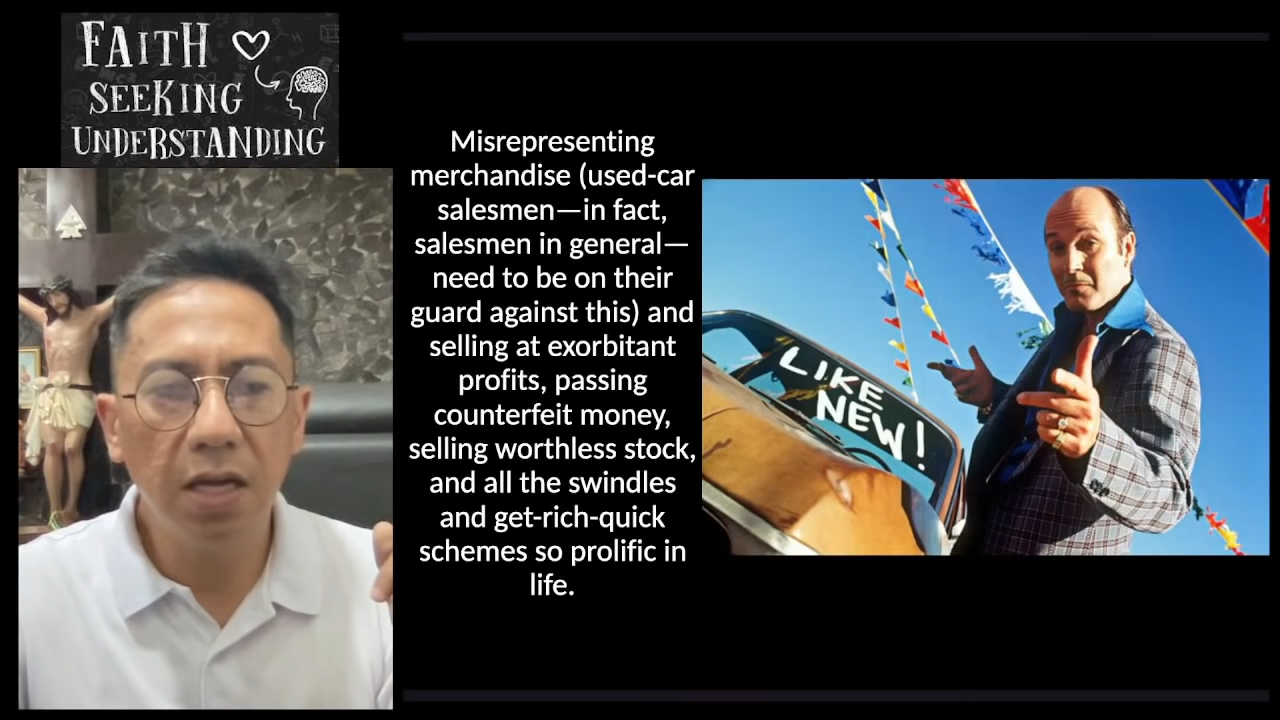 FAITH
SEEKING
UNDERSTANDING
Misrepresenting
merchandise (used-car
salesmen—in fact,
salesmen in general—
need to be on their
guard against this) and
selling at exorbitant
profits, passing
counterfeit money,
selling worthless stock,
and all the swindles
and get-rich-quick
schemes so prolific in
life.
LIKE
NEW!